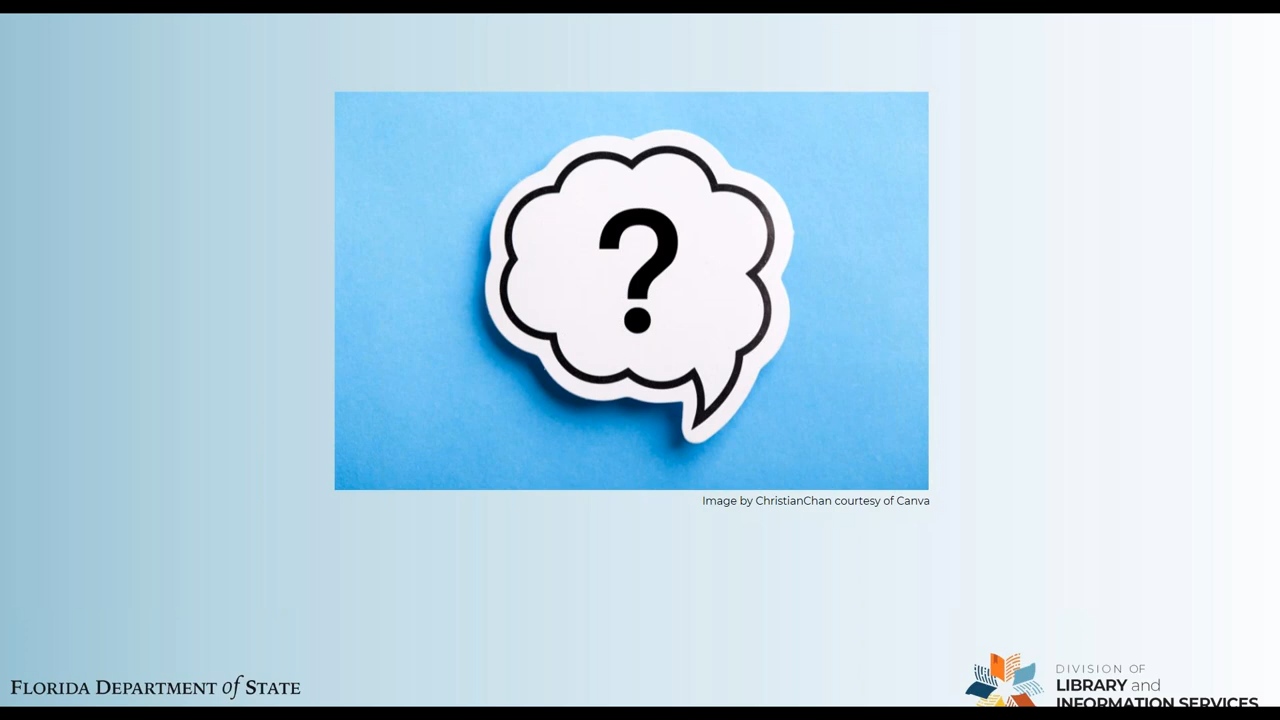 ?
Image by ChristianChan courtesy of Canva
FLORIDA DEPARTMENT of STATE
DIVISION OF
LIBRARY and
INFORMATION SERVICES